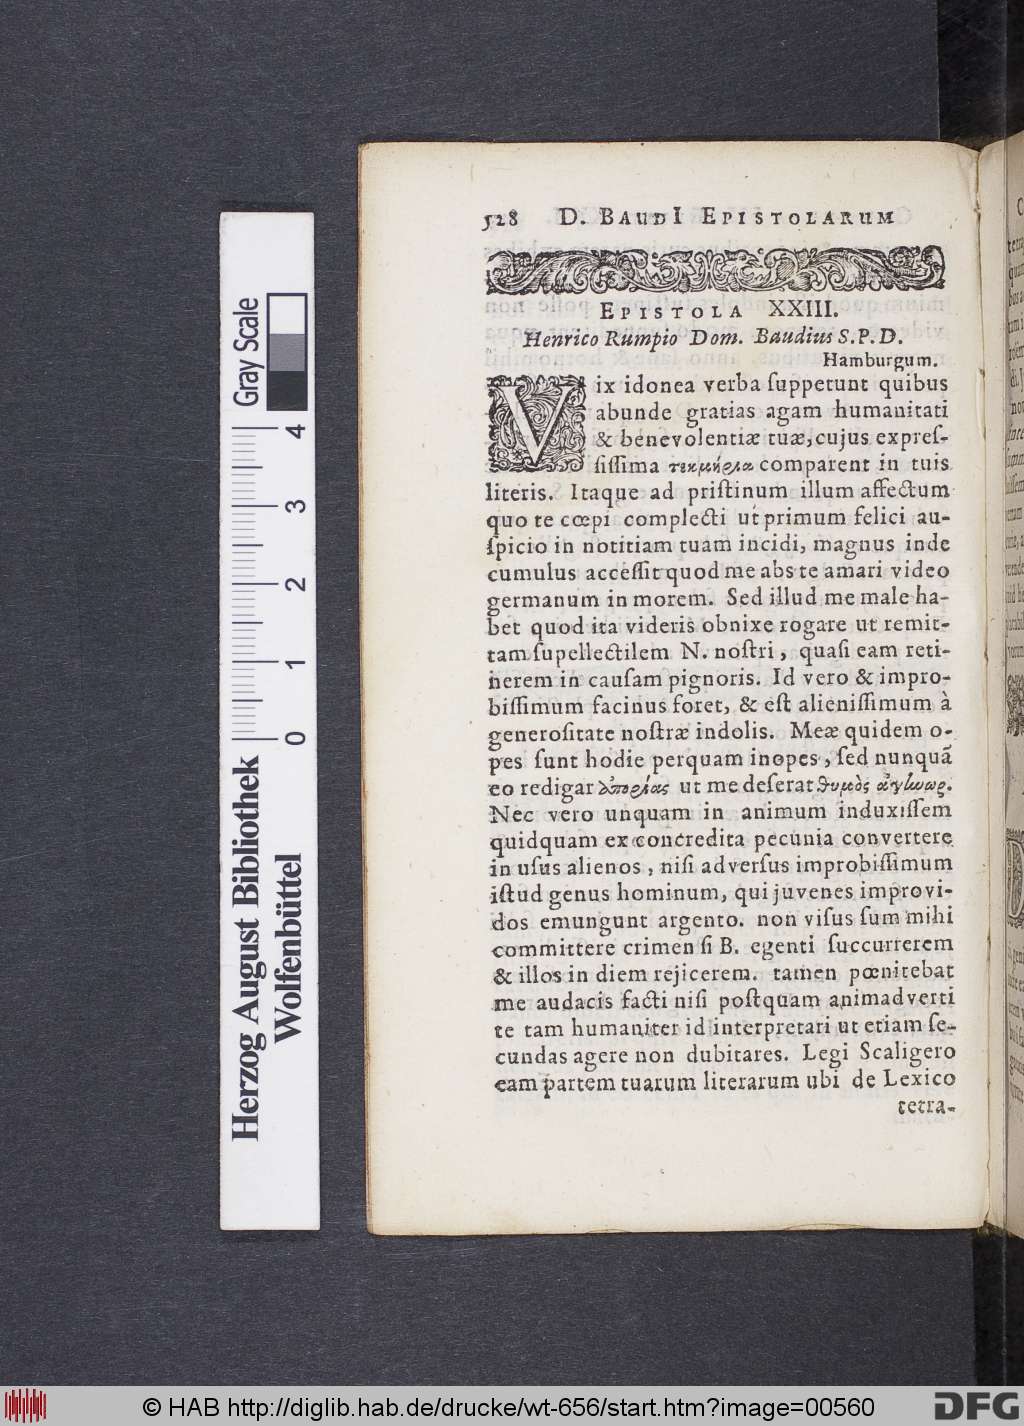 528 D. BAUDI EPISTOLARUM
EPISTOLA XXIII.
Henrico Rumpio Dom. Baudius S. P. D.
Hamburgum.
Vix idonea verba ſuppetunt quibus
abunde gratias agam humanitati
& benevolentiæ tuæ, cujus expreſ-
ſiſſima τεκμήρια comparent in tuis
literis. Itaque ad priſtinum illum affectum
quo te cœpi complecti ut primum felici au-
ſpicio in notitiam tuam incidi, magnus inde
cumulus acceſſit quod me abs te amari video
germanum in morem. Sed illud me male ha-
bet quod ita videris obnixe rogare ut remit-
tam ſupellectilem N. noſtri, quaſi eam reti-
nerem in cauſam pignoris. Id vero & impro-
biſſimum facinus foret, & eſt alieniſſimum à
generoſitate noſtræ indolis. Meæ quidem o-
pes ſunt hodie perquam inopes, ſed nunquã
eo redigar ἀπορίας ut me deſerat θυμὸς ἀγήνωρ.
Nec vero unquam in animum induxiſſem
quidquam ex concredita pecunia convertere
in uſus alienos, niſi adverſus improbiſſimum
iſtud genus hominum, qui juvenes improvi-
dos emungunt argento. non viſus ſum mihi
committere crimen ſi B. egenti ſuccurrerem
& illos in diem rejicerem. tamen pœnitebat
me audacis facti niſi poſtquam animadverti
te tam humaniter id interpretari ut etiam ſe-
cundas agere non dubitares. Legi Scaligero
eam partem tuarum literarum ubi de Lexico
tetra-
Herzog August Bibliothek
Wolfenbüttel
0 1 2 3 4
Gray Scale
© HAB http://diglib.hab.de/drucke/wt-656/start.htm?image=00560
DFG